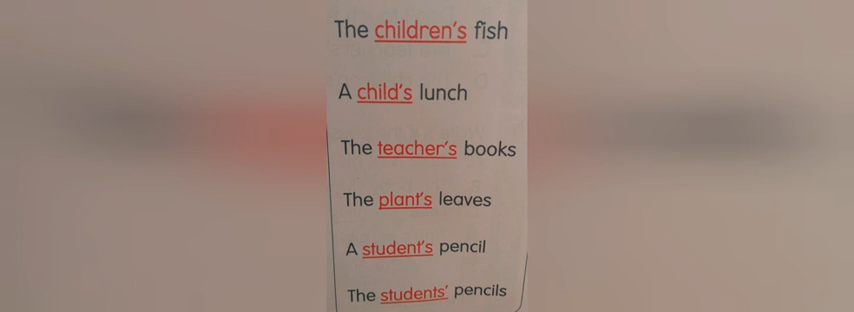 The children's fish
A child's lunch
The teacher's books
The plant's leaves
A student's pencil
The students' pencils